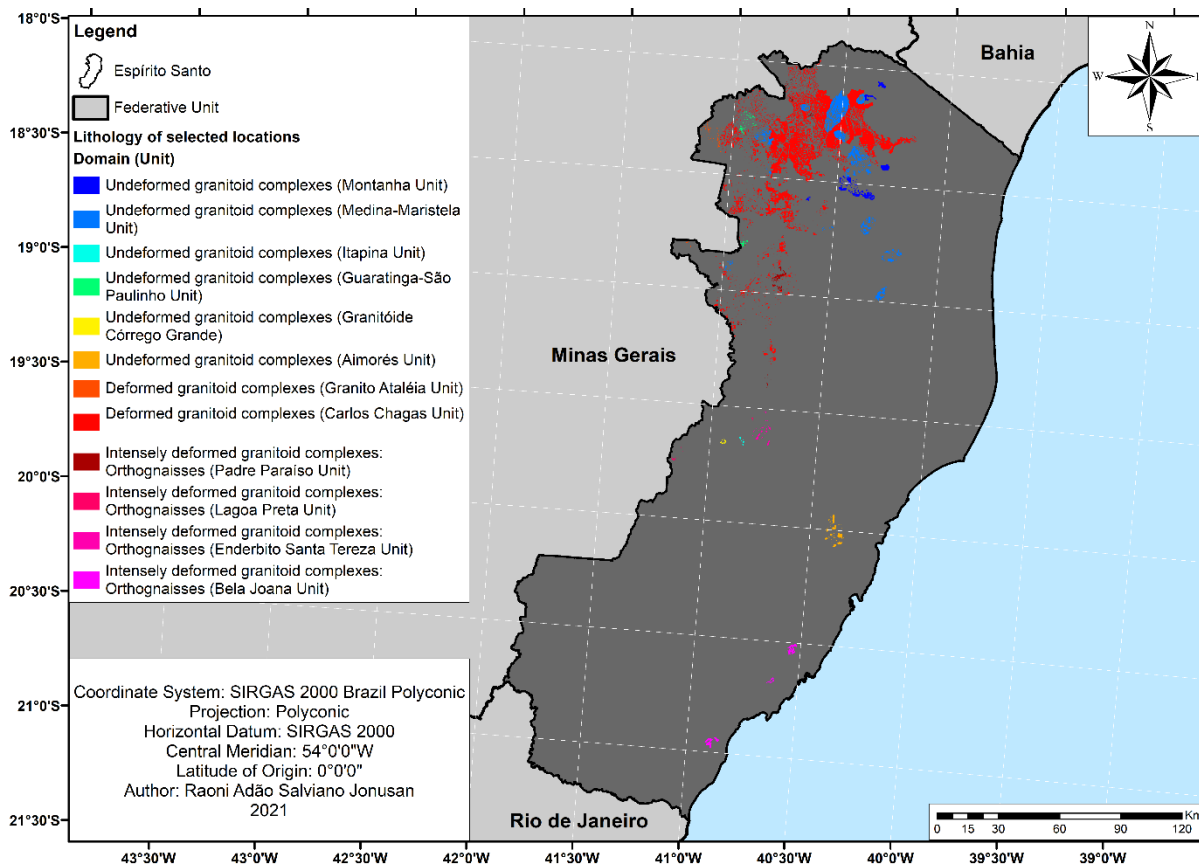 Legend
Espírito Santo
Federative Unit
Lithology of selected locations
Domain (Unit)
Undeformed granitoid complexes (Montanha Unit)
Undeformed granitoid complexes (Medina-Maristela
Unit)
Undeformed granitoid complexes (Itapina Unit)
Undeformed granitoid complexes (Guaratinga-São
Paulinho Unit)
Undeformed granitoid complexes (Granitóide
Córrego Grande)
Undeformed granitoid complexes (Aimorés Unit)
Deformed granitoid complexes (Granito Ataléia Unit)
Deformed granitoid complexes (Carlos Chagas Unit)
Intensely deformed granitoid complexes:
Orthognaisses (Padre Paraíso Unit)
Intensely deformed granitoid complexes:
Orthognaisses (Lagoa Preta Unit)
Intensely deformed granitoid complexes:
Orthognaisses (Enderbito Santa Tereza Unit)
Intensely deformed granitoid complexes:
Orthognaisses (Bela Joana Unit)
Coordinate System: SIRGAS 2000 Brazil Polyconic
Projection: Polyconic
Horizontal Datum: SIRGAS 2000
Central Meridian: 54°0'0"W
Latitude of Origin: 0°0'0"
Author: Raoni Adão Salviano Jonusan
2021
Bahia
Minas Gerais
Rio de Janeiro
N
W
E
S
Km
0 15 30 60 90 120
18°0'S
18°30'S
19°0'S
19°30'S
20°0'S
20°30'S
21°0'S
21°30'S
43°30'W 43°0'W 42°30'W 42°0'W 41°30'W 41°0'W 40°30'W 40°0'W 39°30'W 39°0'W